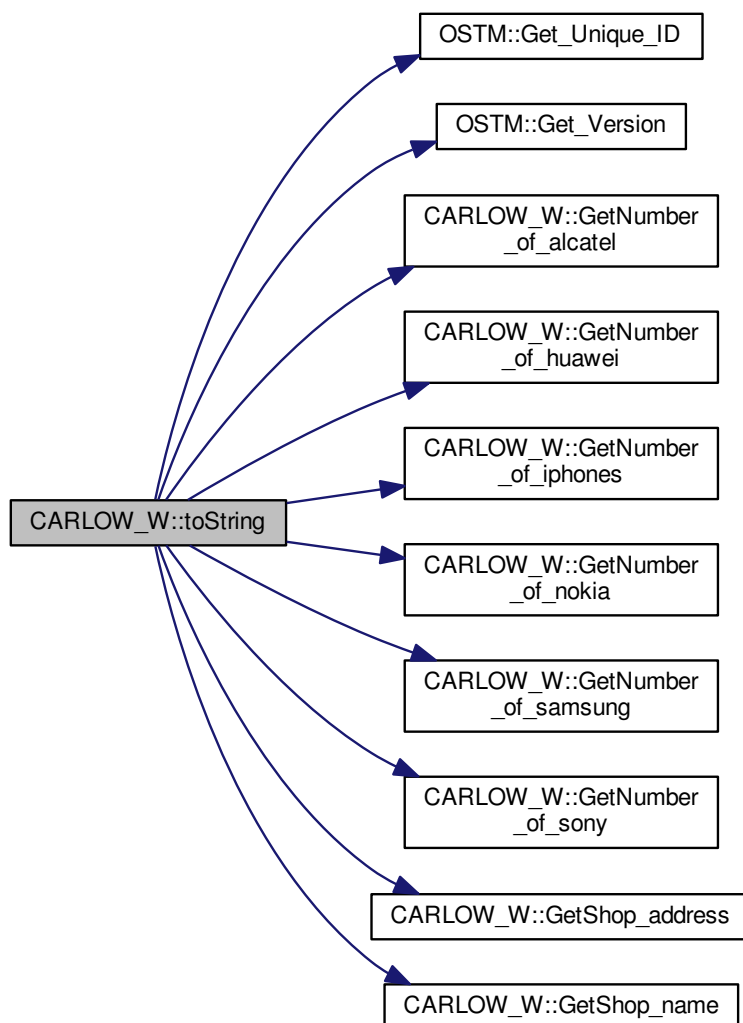 OSTM::Get_Unique_ID
OSTM::Get_Version
CARLOW_W::GetNumber
_of_alcatel
CARLOW_W::GetNumber
_of_huawei
CARLOW_W::GetNumber
_of_iphones
CARLOW_W::toString
CARLOW_W::GetNumber
_of_nokia
CARLOW_W::GetNumber
_of_samsung
CARLOW_W::GetNumber
_of_sony
CARLOW_W::GetShop_address
CARLOW_W::GetShop_name